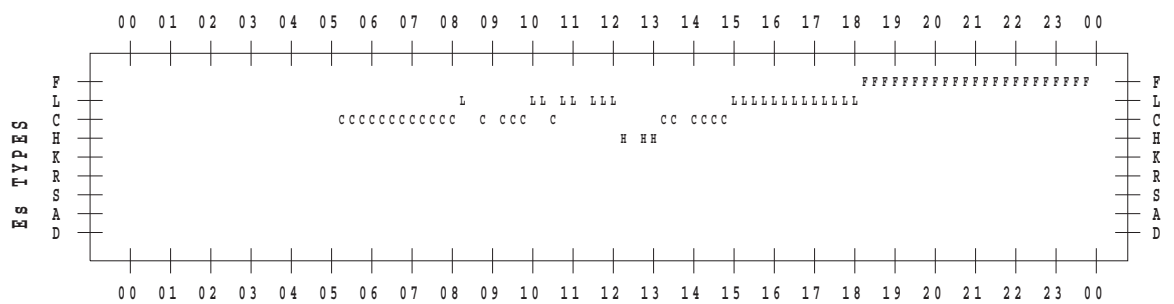 00 01 02 03 04 05 06 07 08 09 10 11 12 13 14 15 16 17 18 19 20 21 22 23 00
F FFFFFFFFFFFFFFFFFFFFFFF F
L L LL LL LLL LLLLLLLLLLLLL L
C CCCCCCCCCCCC C CCC C CC CCCC C
H H HH H
K K
R R
S S
A A
D D
Es TYPES
00 01 02 03 04 05 06 07 08 09 10 11 12 13 14 15 16 17 18 19 20 21 22 23 00